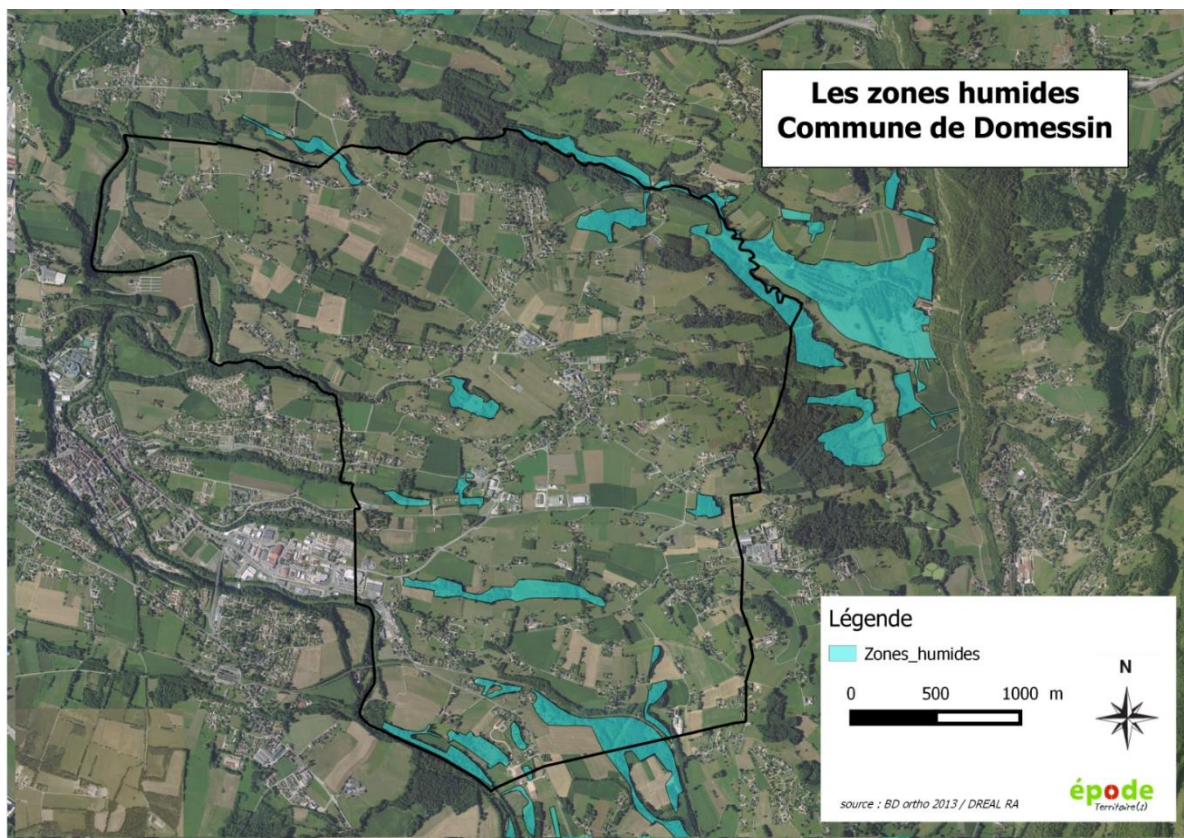 Les zones humides
Commune de Domessin
Légende
Zones_humides
0 500 1000 m
N
source : BD ortho 2013 / DREAL RA
épode
Territoire(s)